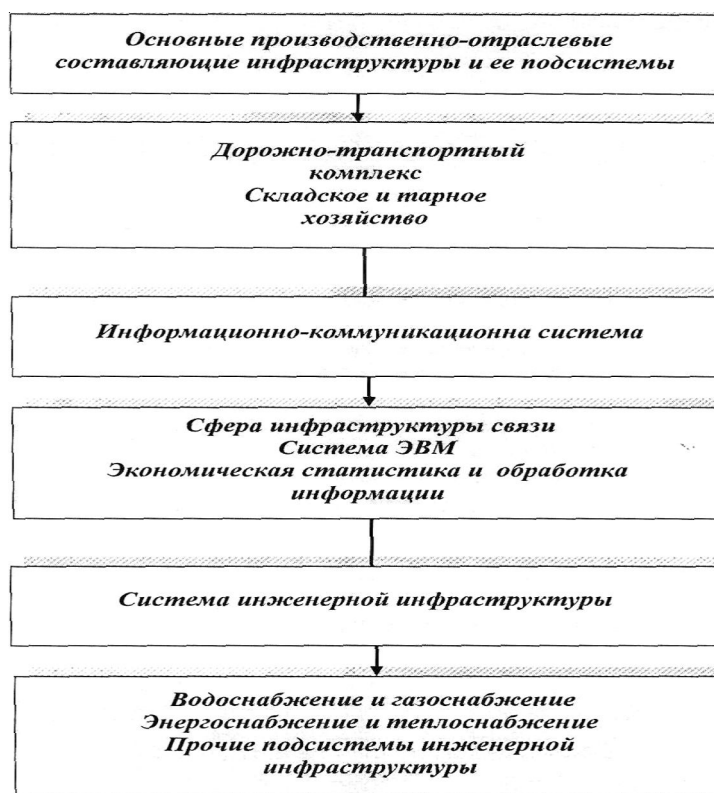 Основные производственно-отраслевые
составляющие инфраструктуры и ее подсистемы
Дорожно-транспортный
комплекс
Складское и тарное
хозяйство
Информационно-коммуникационна система
Сфера инфраструктуры связи
Система ЭВМ
Экономическая статистика и обработка
информации
Система инженерной инфраструктуры
Водоснабжение и газоснабжение
Энергоснабжение и теплоснабжение
Прочие подсистемы инженерной
инфраструктуры